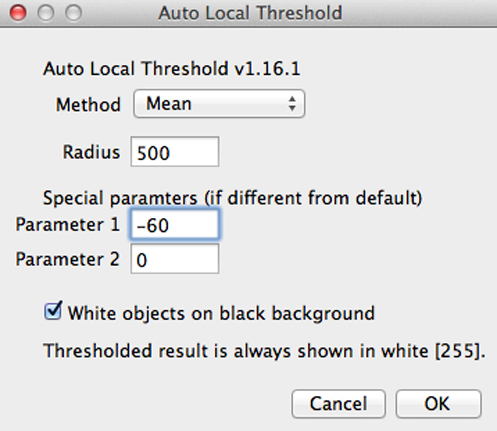 Auto Local Threshold
Auto Local Threshold v1.16.1
Method Mean
Radius 500
Special paramters (if different from default)
Parameter 1 -60
Parameter 2 0
White objects on black background
Thresholded result is always shown in white [255].
Cancel OK